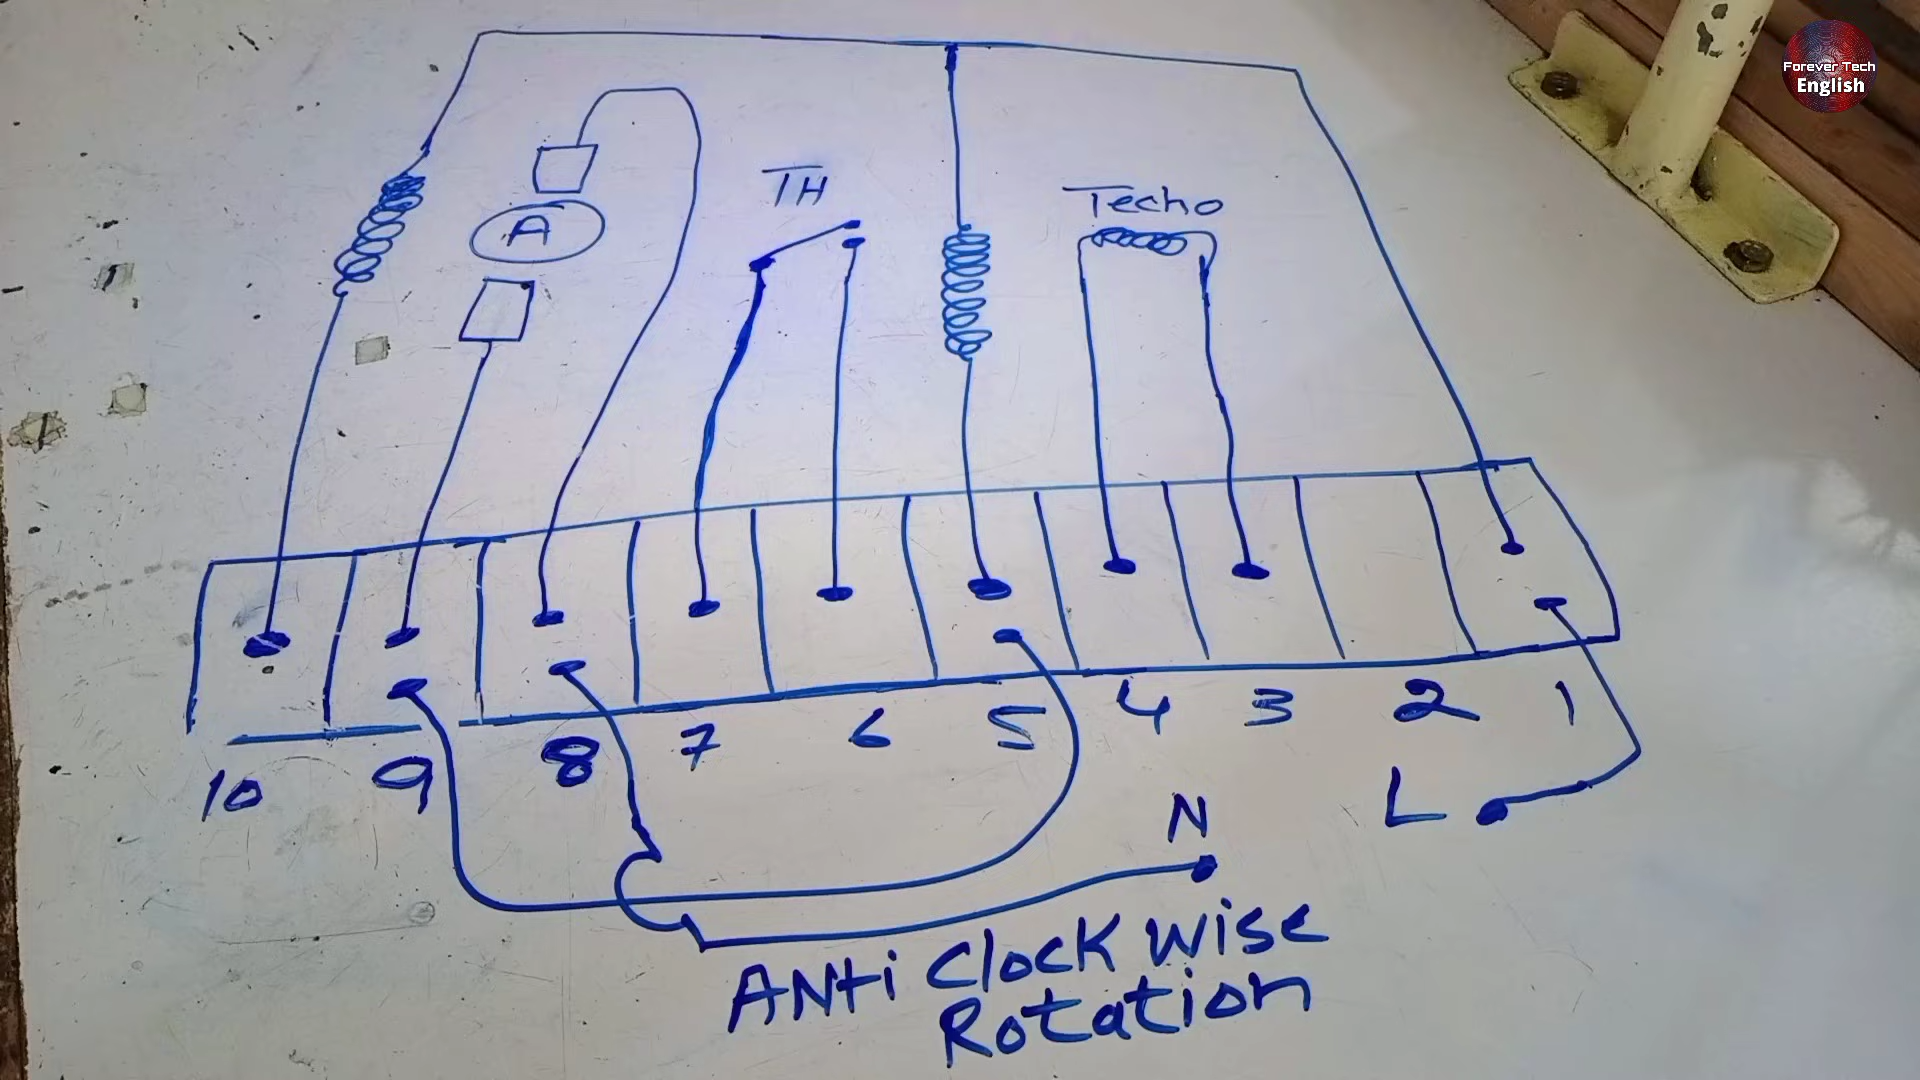 Forever Tech
English
A
TH
Techo
10 9 8 7 6 5 4 3 2 1
N
L
ANti Clock Wise
Rotation